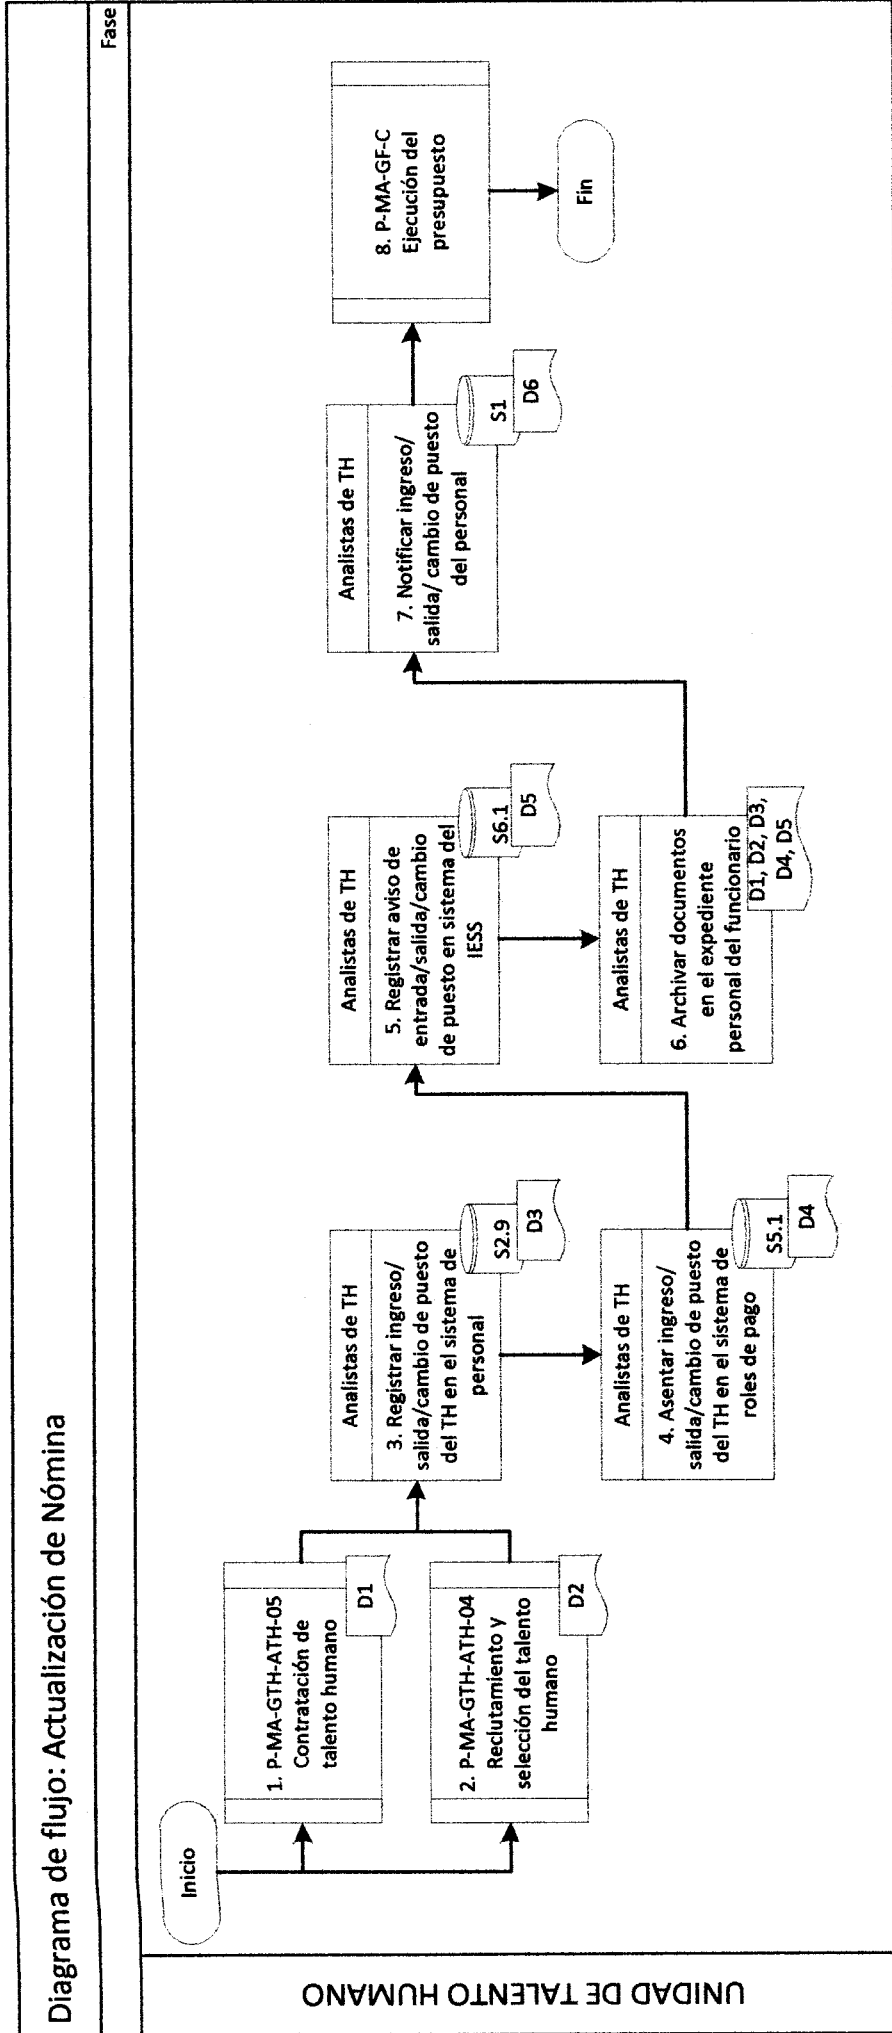 Diagrama de flujo: Actualización de Nómina
Fase
UNIDAD DE TALENTO HUMANO
Inicio
1. P-MA-GTH-ATH-05
Contratación de
talento humano
D1
2. P-MA-GTH-ATH-04
Reclutamiento y
selección del talento
humano
D2
Analistas de TH
3. Registrar ingreso/
salida/cambio de puesto
del TH en el sistema de
personal
S2.9
D3
Analistas de TH
4. Asentar ingreso/
salida/cambio de puesto
del TH en el sistema de
roles de pago
S5.1
D4
Analistas de TH
5. Registrar aviso de
entrada/salida/cambio
de puesto en sistema del
IESS
S6.1
D5
Analistas de TH
6. Archivar documentos
en el expediente
personal del funcionario
D1, D2, D3,
D4, D5
Analistas de TH
7. Notificar ingreso/
salida/ cambio de puesto
del personal
S1
D6
8. P-MA-GF-C
Ejecución del
presupuesto
Fin